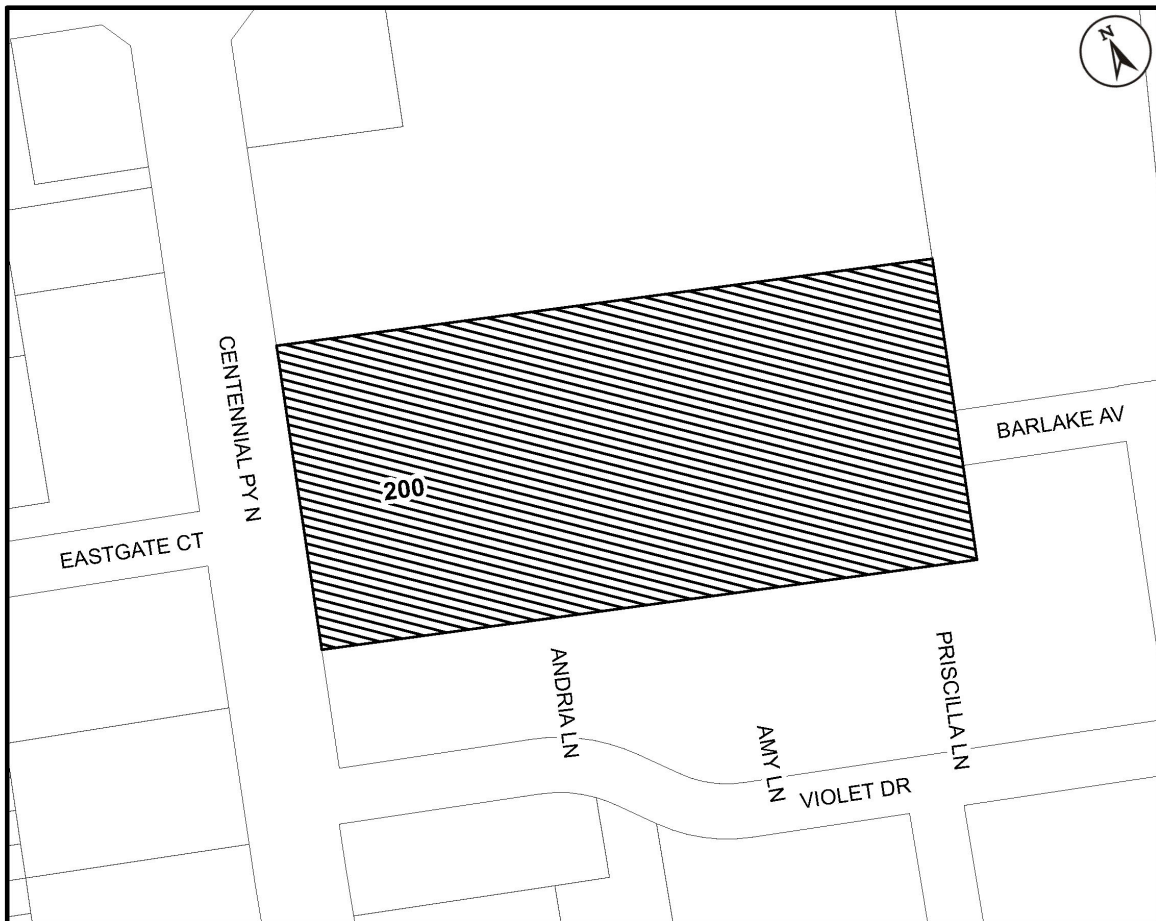 N
CENTENNIAL PY N
BARLAKE AV
200
EASTGATE CT
ANDRIA LN
PRISCILLA LN
AMY LN
VIOLET DR